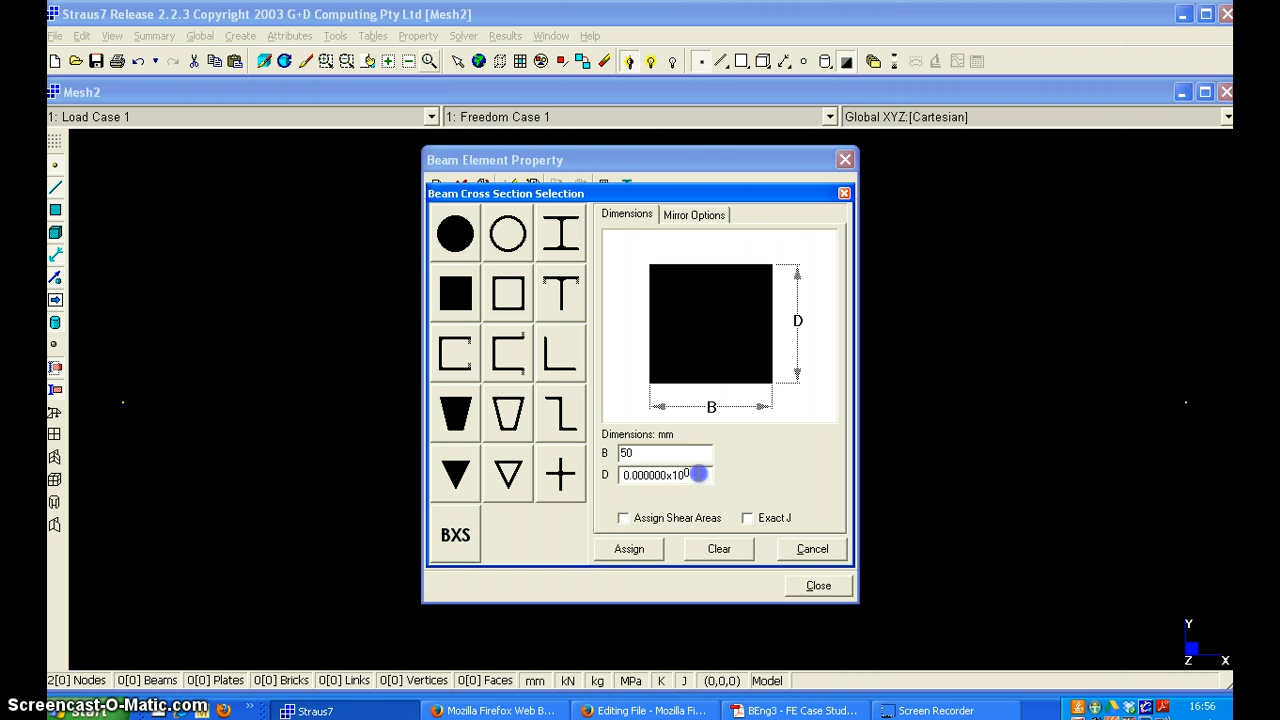 Straus7 Release 2.2.3 Copyright 2003 G+D Computing Pty Ltd [Mesh2]
File Edit View Summary Global Create Attributes Tools Tables Property Solver Results Window Help
Mesh2
1: Load Case 1 1: Freedom Case 1 Global XYZ:[Cartesian]
Beam Element Property
Beam Cross Section Selection
Dimensions Mirror Options
D
B
Dimensions: mm
B 50
D 0.000000x10⁰
Assign Shear Areas Exact J
BXS
Assign Clear Cancel
Close
Y
Z X
2[0] Nodes 0[0] Beams 0[0] Plates 0[0] Bricks 0[0] Links 0[0] Vertices 0[0] Faces mm kN kg MPa K J (0,0,0) Model
Screencast-O-Matic.com
start Straus7 Mozilla Firefox Web B... Editing File - Mozilla Fi... BEng3 - FE Case Stud... Screen Recorder 16:56